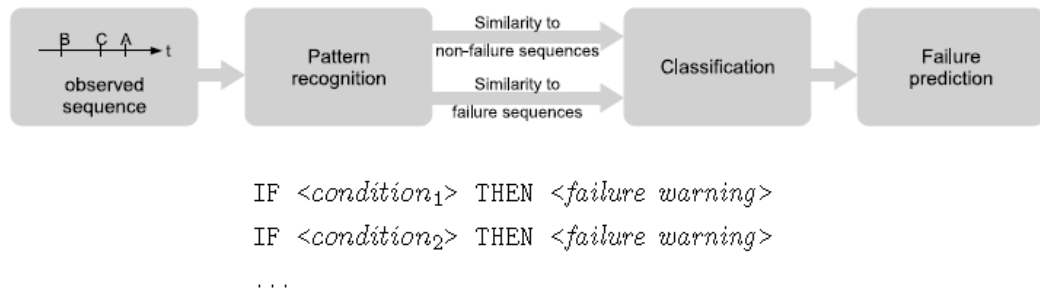 B C A t
observed
sequence
Pattern
recognition
Similarity to
non-failure sequences
Similarity to
failure sequences
Classification
Failure
prediction
IF <condition₁> THEN <failure warning>
IF <condition₂> THEN <failure warning>
...